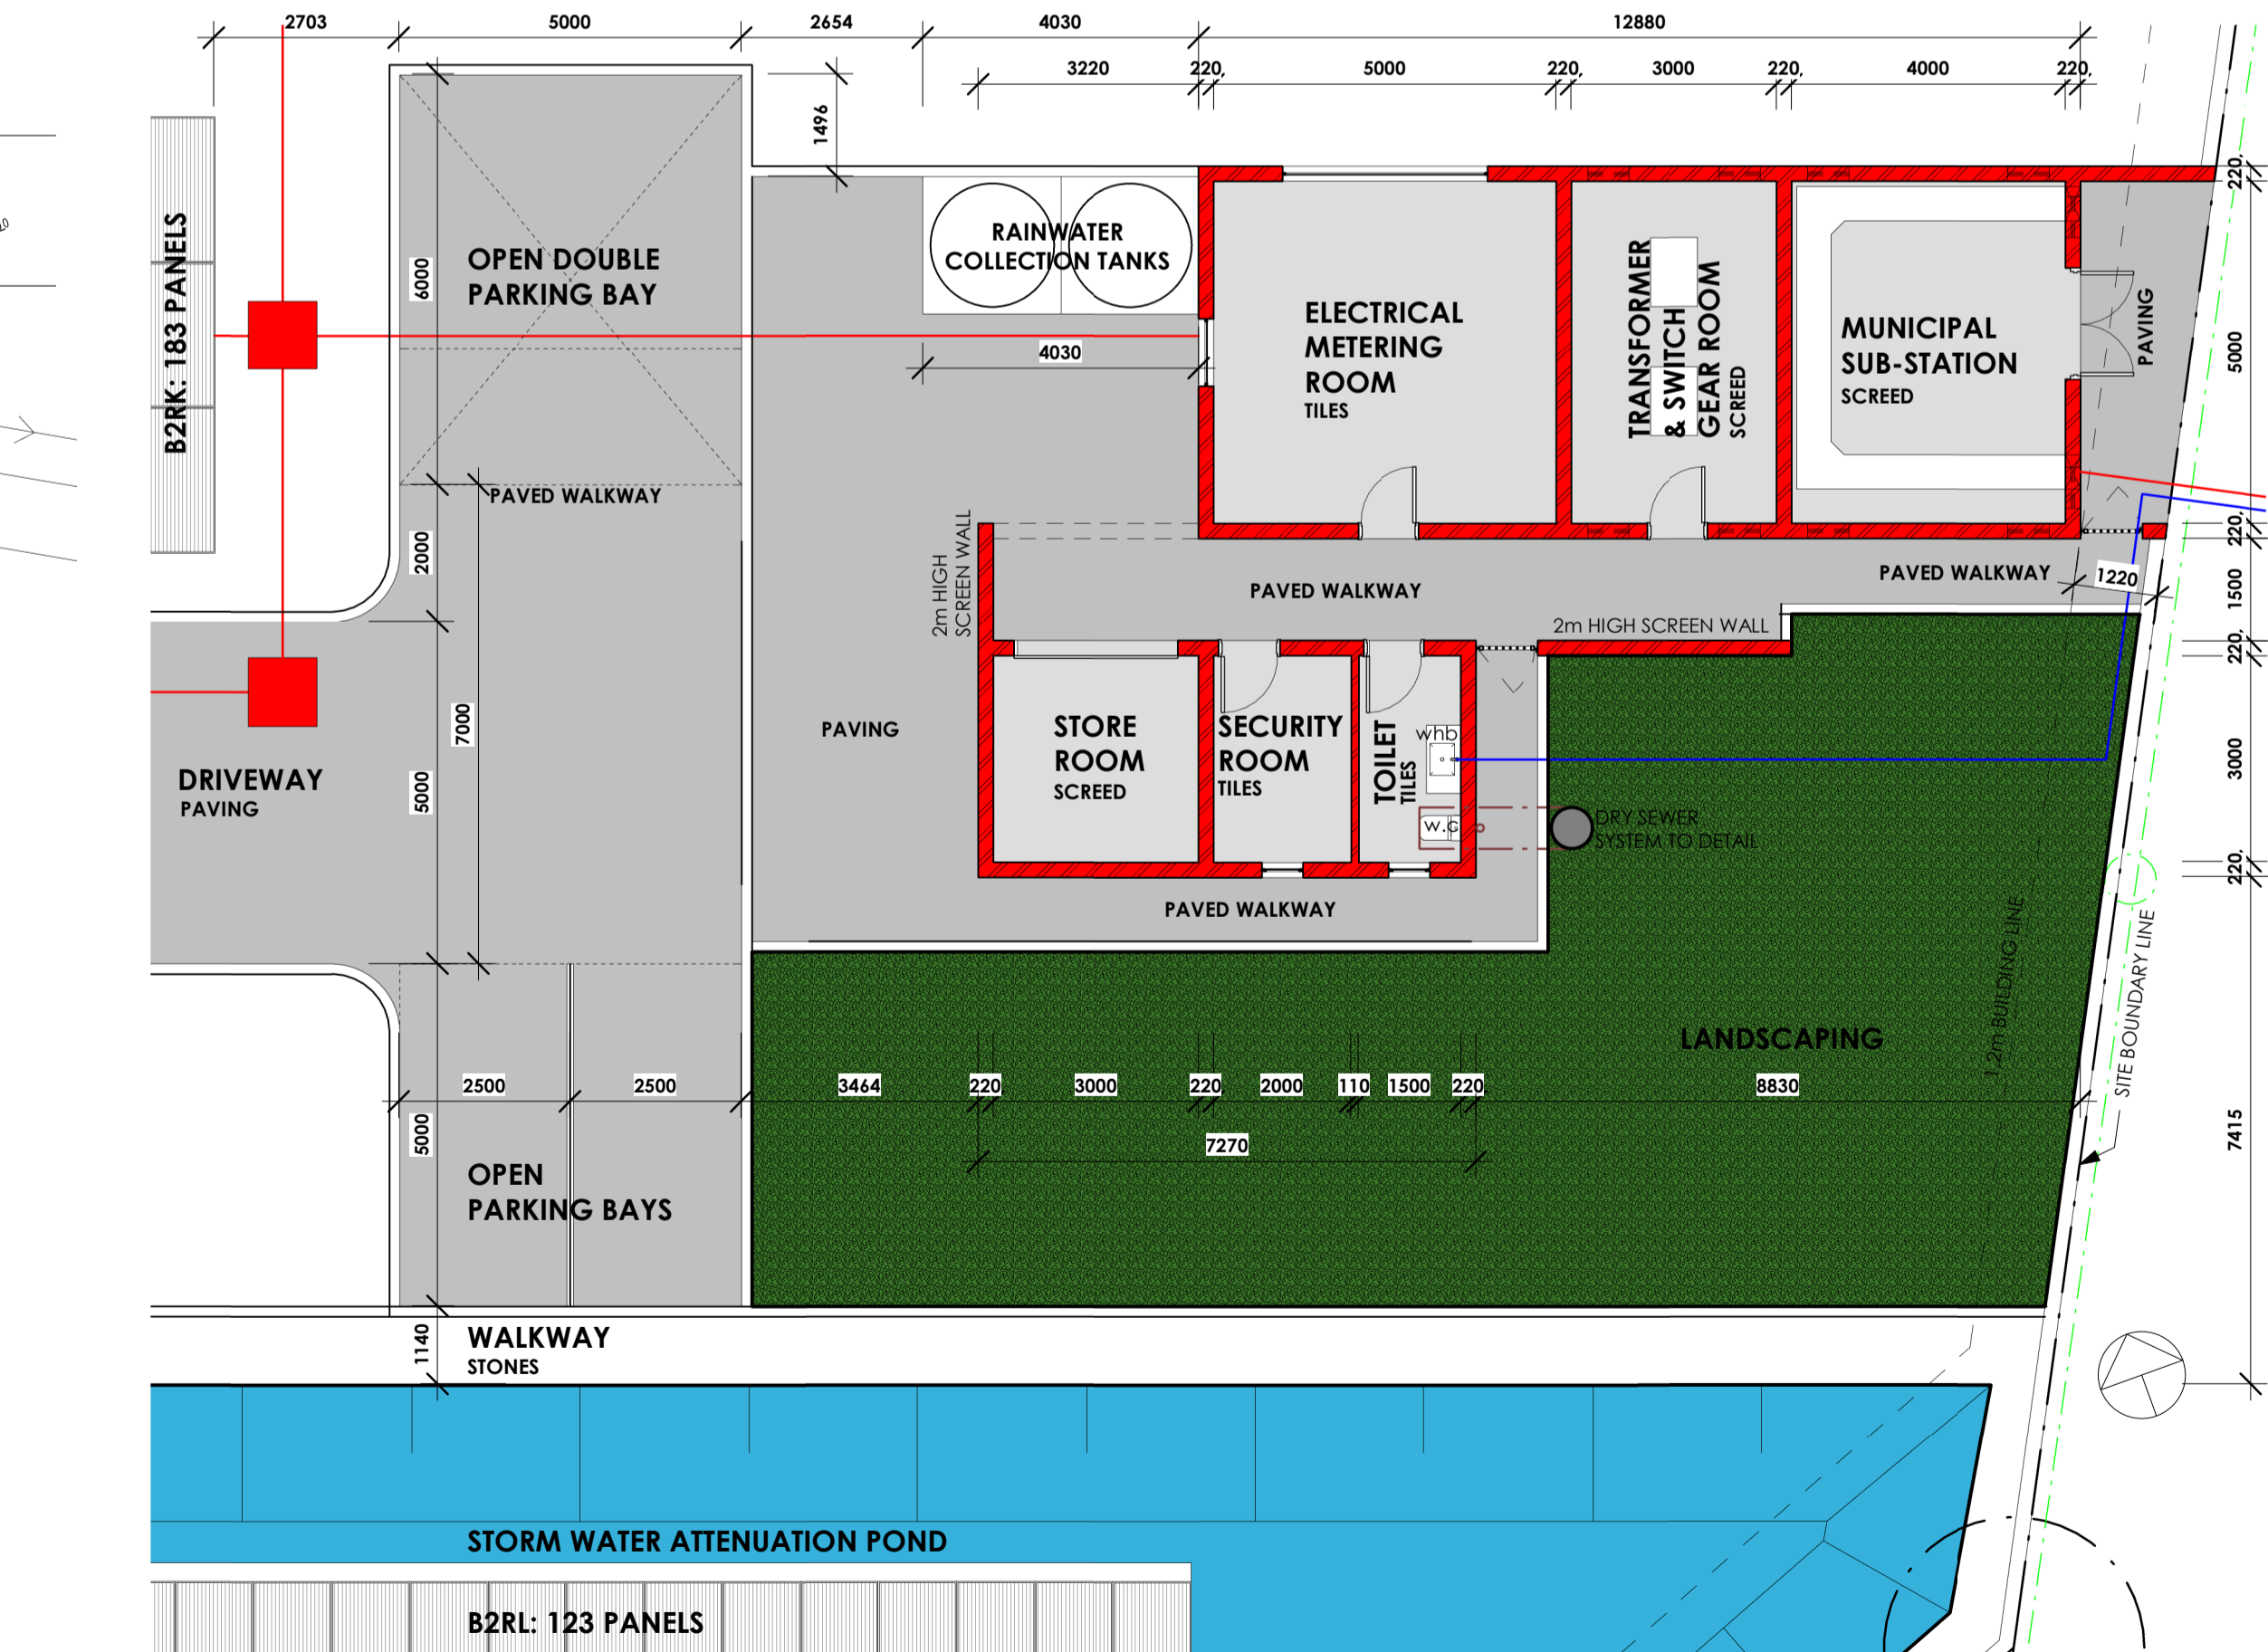 2703
5000
2654
4030
12880
3220
220,
5000
220,
3000
220,
4000
220,
1496
220,
B2RK: 183 PANELS
6000
OPEN DOUBLE
PARKING BAY
RAINWATER
COLLECTION TANKS
4030
ELECTRICAL
METERING
ROOM
TILES
TRANSFORMER
& SWITCH
GEAR ROOM
SCREED
MUNICIPAL
SUB-STATION
SCREED
PAVING
5000
PAVED WALKWAY
2000
2m HIGH
SCREEN WALL
220,
PAVED WALKWAY
PAVED WALKWAY
1220
1500
2m HIGH SCREEN WALL
220,
7000
5000
DRIVEWAY
PAVING
PAVING
STORE
ROOM
SCREED
SECURITY
ROOM
TILES
TOILET
TILES
whb
w.c
3000
DRY SEWER
SYSTEM TO DETAIL
220,
PAVED WALKWAY
1,2m BUILDING LINE
SITE BOUNDARY LINE
LANDSCAPING
2500
2500
3464
220
3000
220,
2000
110
1500
220,
8830
5000
7270
7415
OPEN
PARKING BAYS
1140
WALKWAY
STONES
STORM WATER ATTENUATION POND
B2RL: 123 PANELS